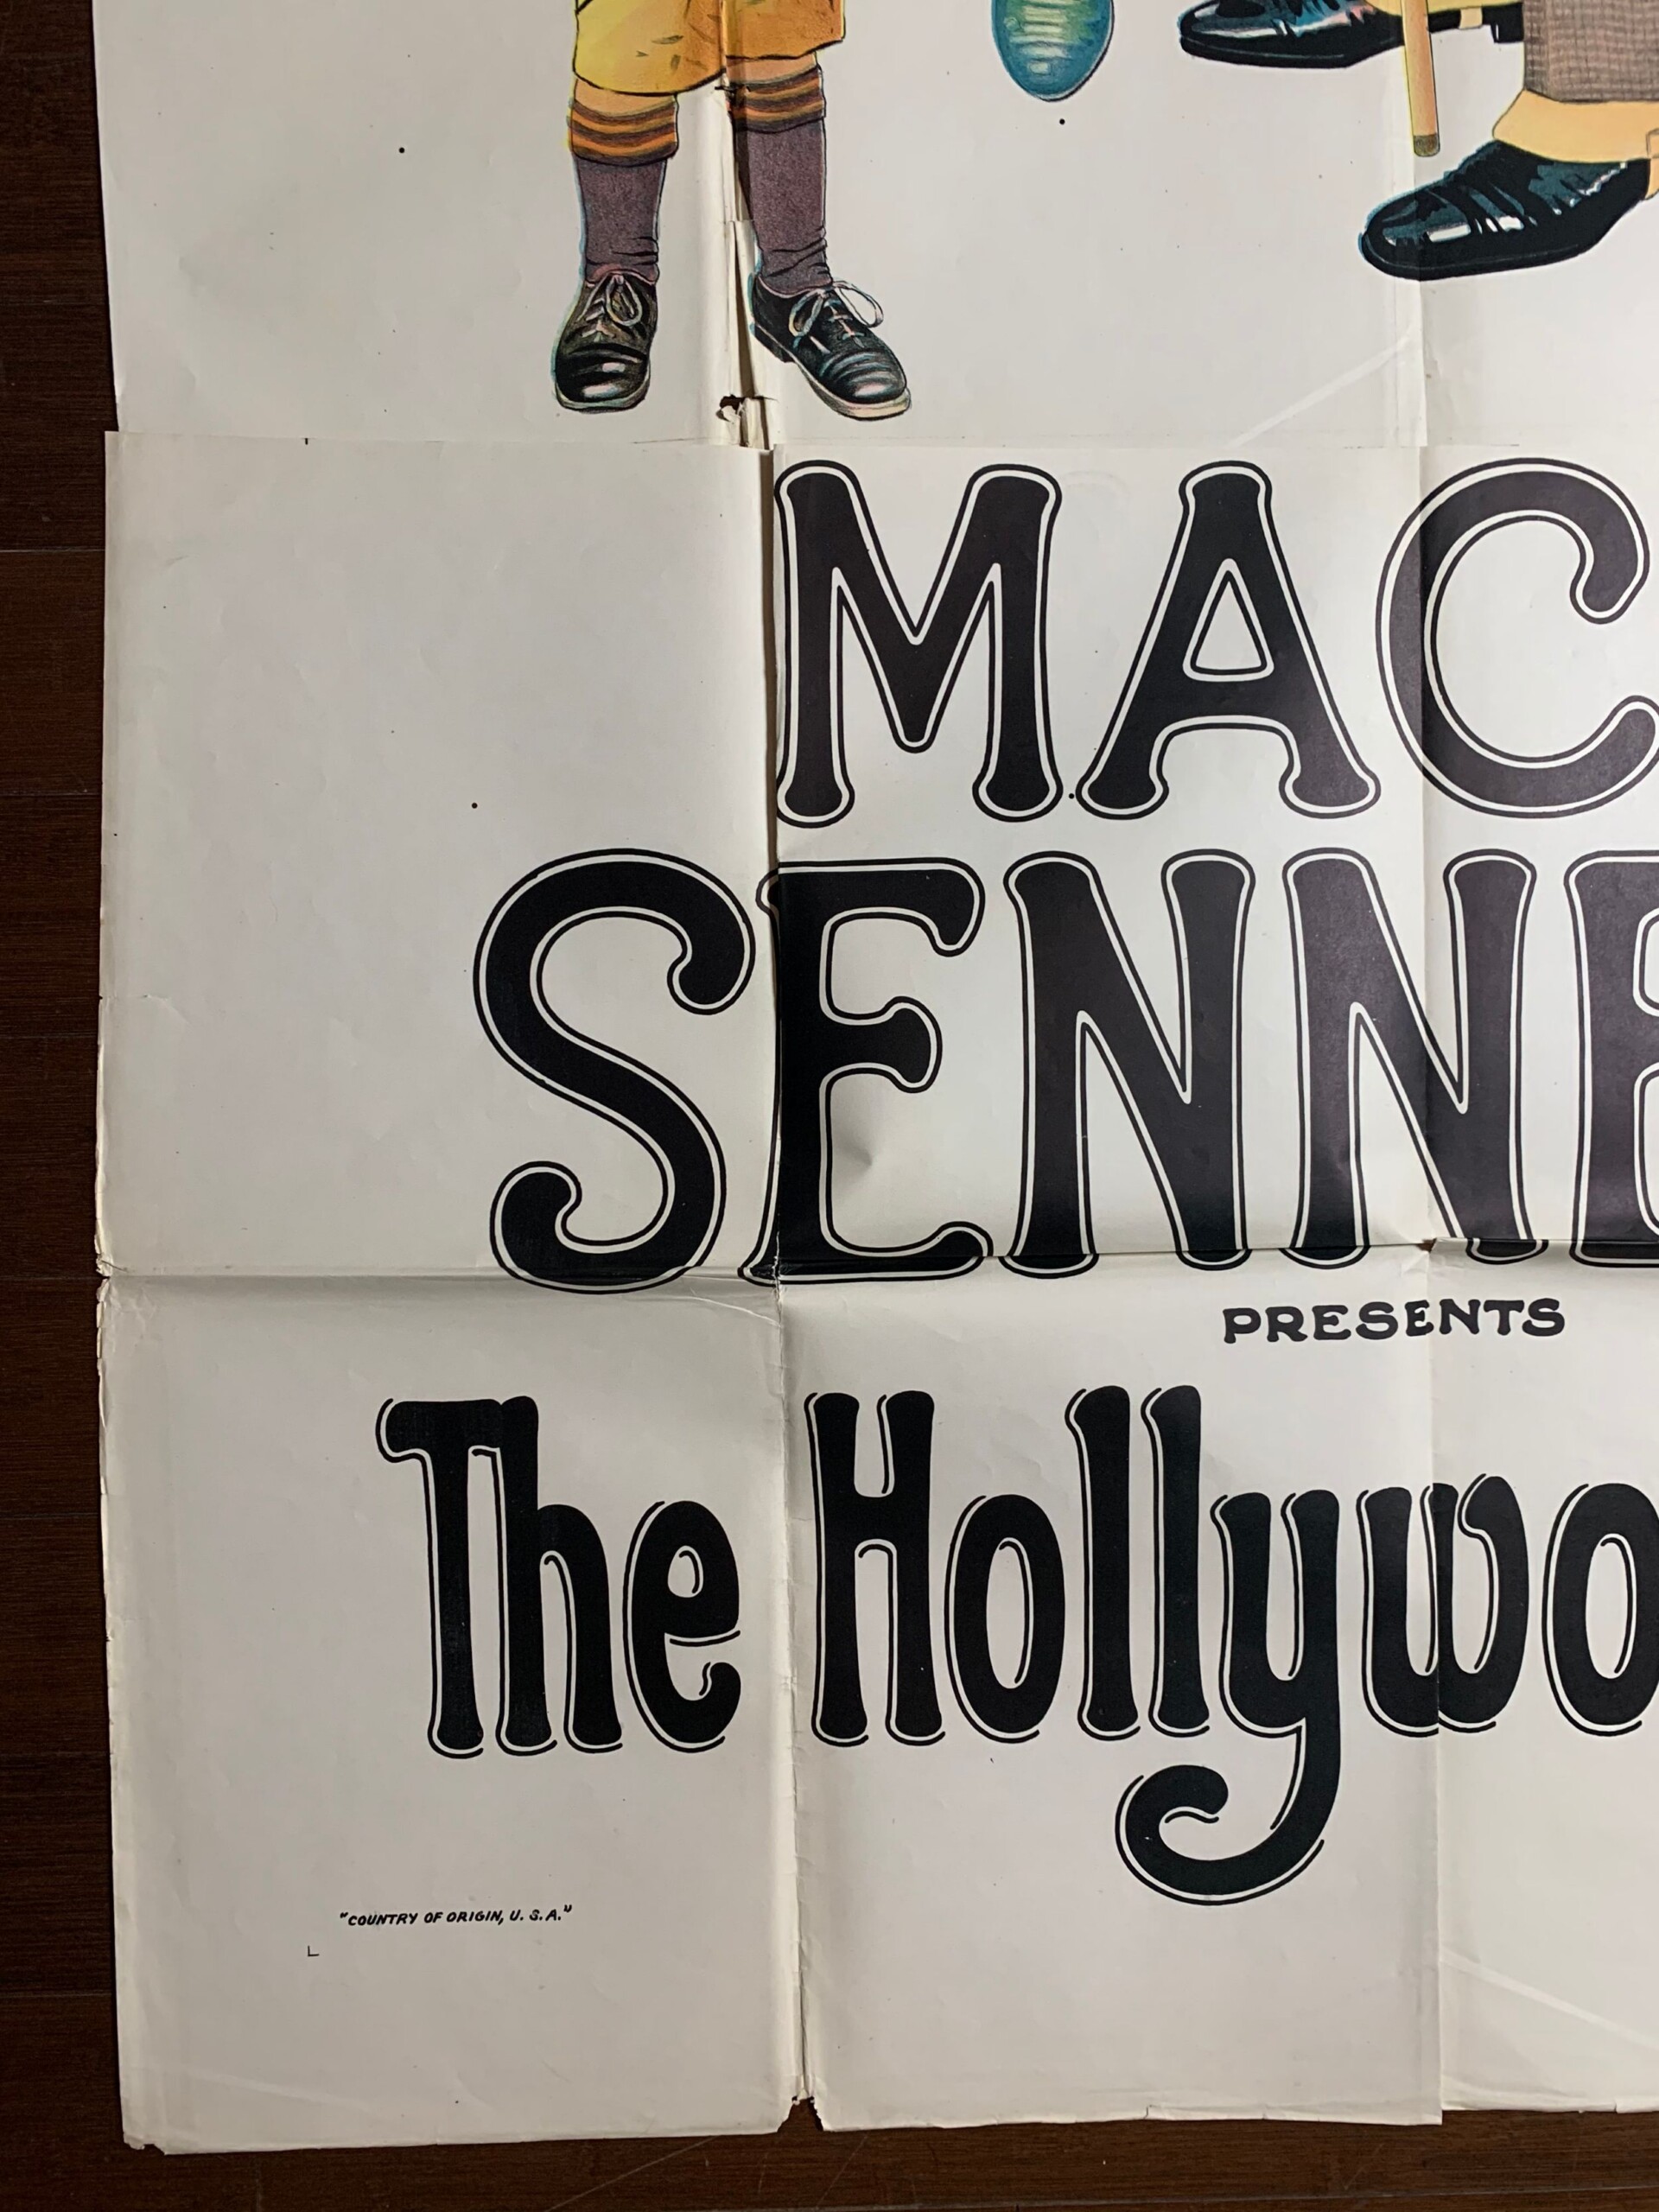 MAC
SENNE
PRESENTS
The Hollywo
"COUNTRY OF ORIGIN, U. S. A."